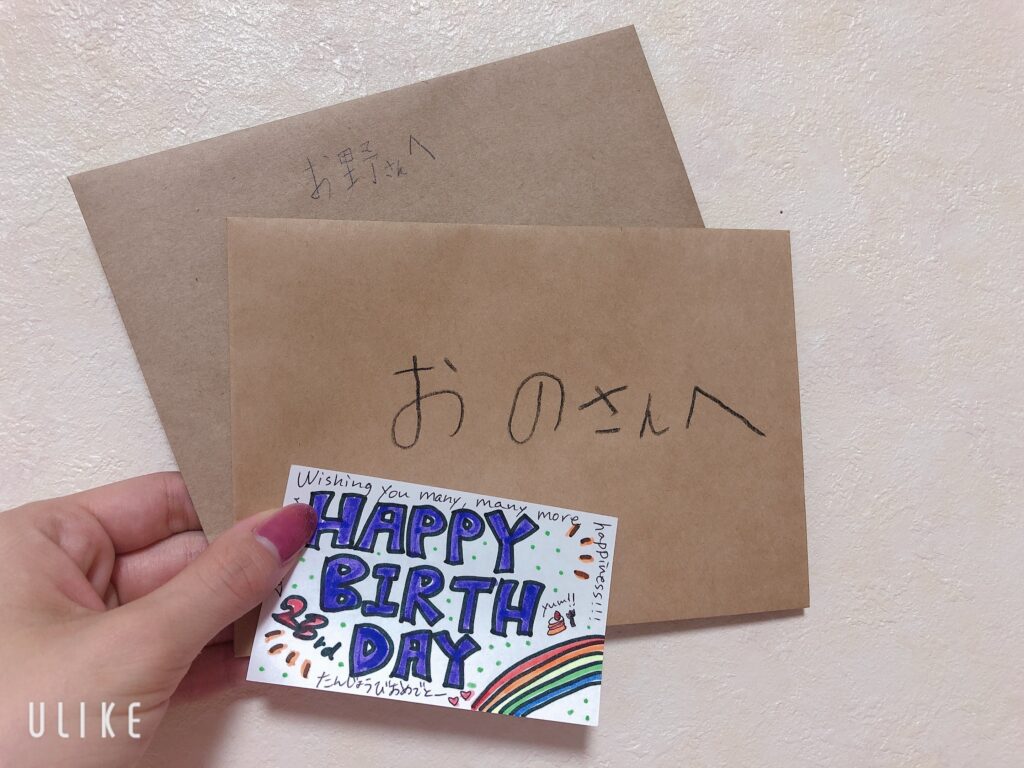 お野さんへ
おのさんへ
Wishing you many, many more
happiness!!!
HAPPY
BIRTH
DAY
23rd
yum!!
たんじょうびおめでとー
ULIKE